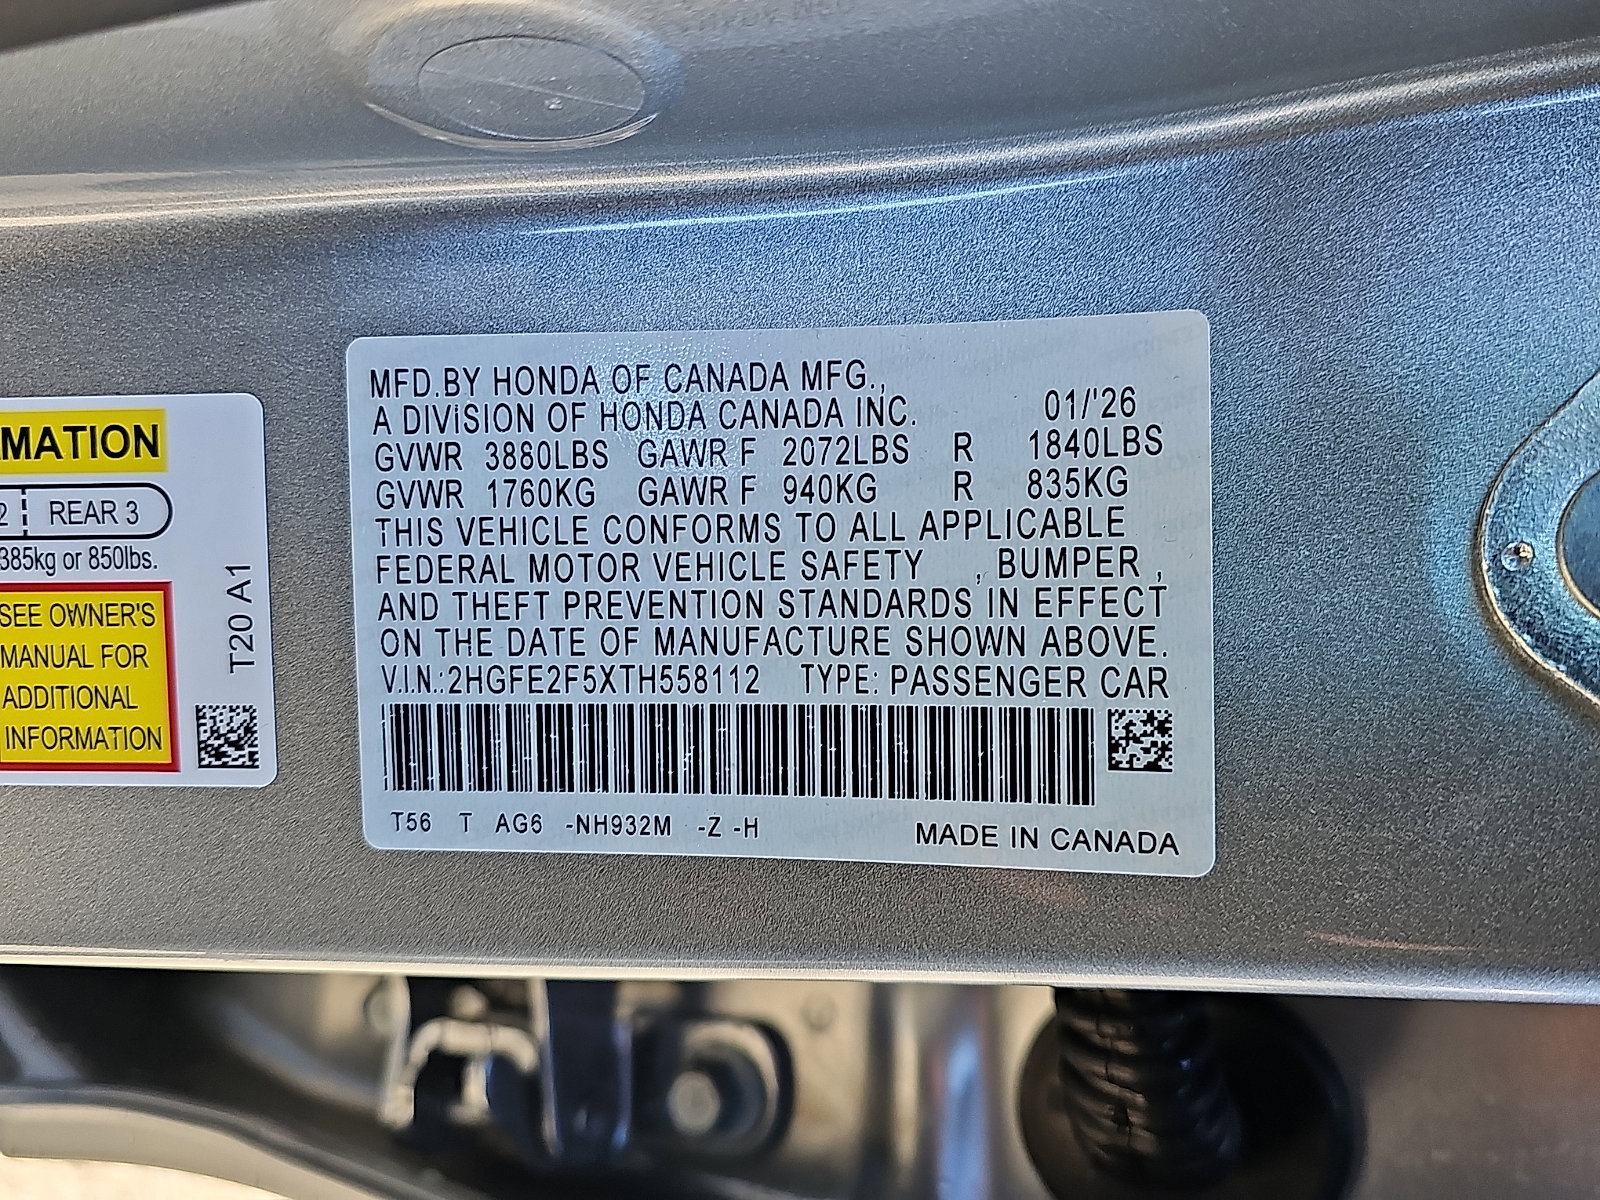 MATION
2 REAR 3
385kg or 850lbs.
SEE OWNER'S
MANUAL FOR
ADDITIONAL
INFORMATION
T20 A1
MFD.BY HONDA OF CANADA MFG.,
A DIVISION OF HONDA CANADA INC. 01/'26
GVWR 3880LBS GAWR F 2072LBS R 1840LBS
GVWR 1760KG GAWR F 940KG R 835KG
THIS VEHICLE CONFORMS TO ALL APPLICABLE
FEDERAL MOTOR VEHICLE SAFETY , BUMPER ,
AND THEFT PREVENTION STANDARDS IN EFFECT
ON THE DATE OF MANUFACTURE SHOWN ABOVE.
V.I.N.:2HGFE2F5XTH558112 TYPE: PASSENGER CAR
T56 T AG6 -NH932M -Z -H MADE IN CANADA